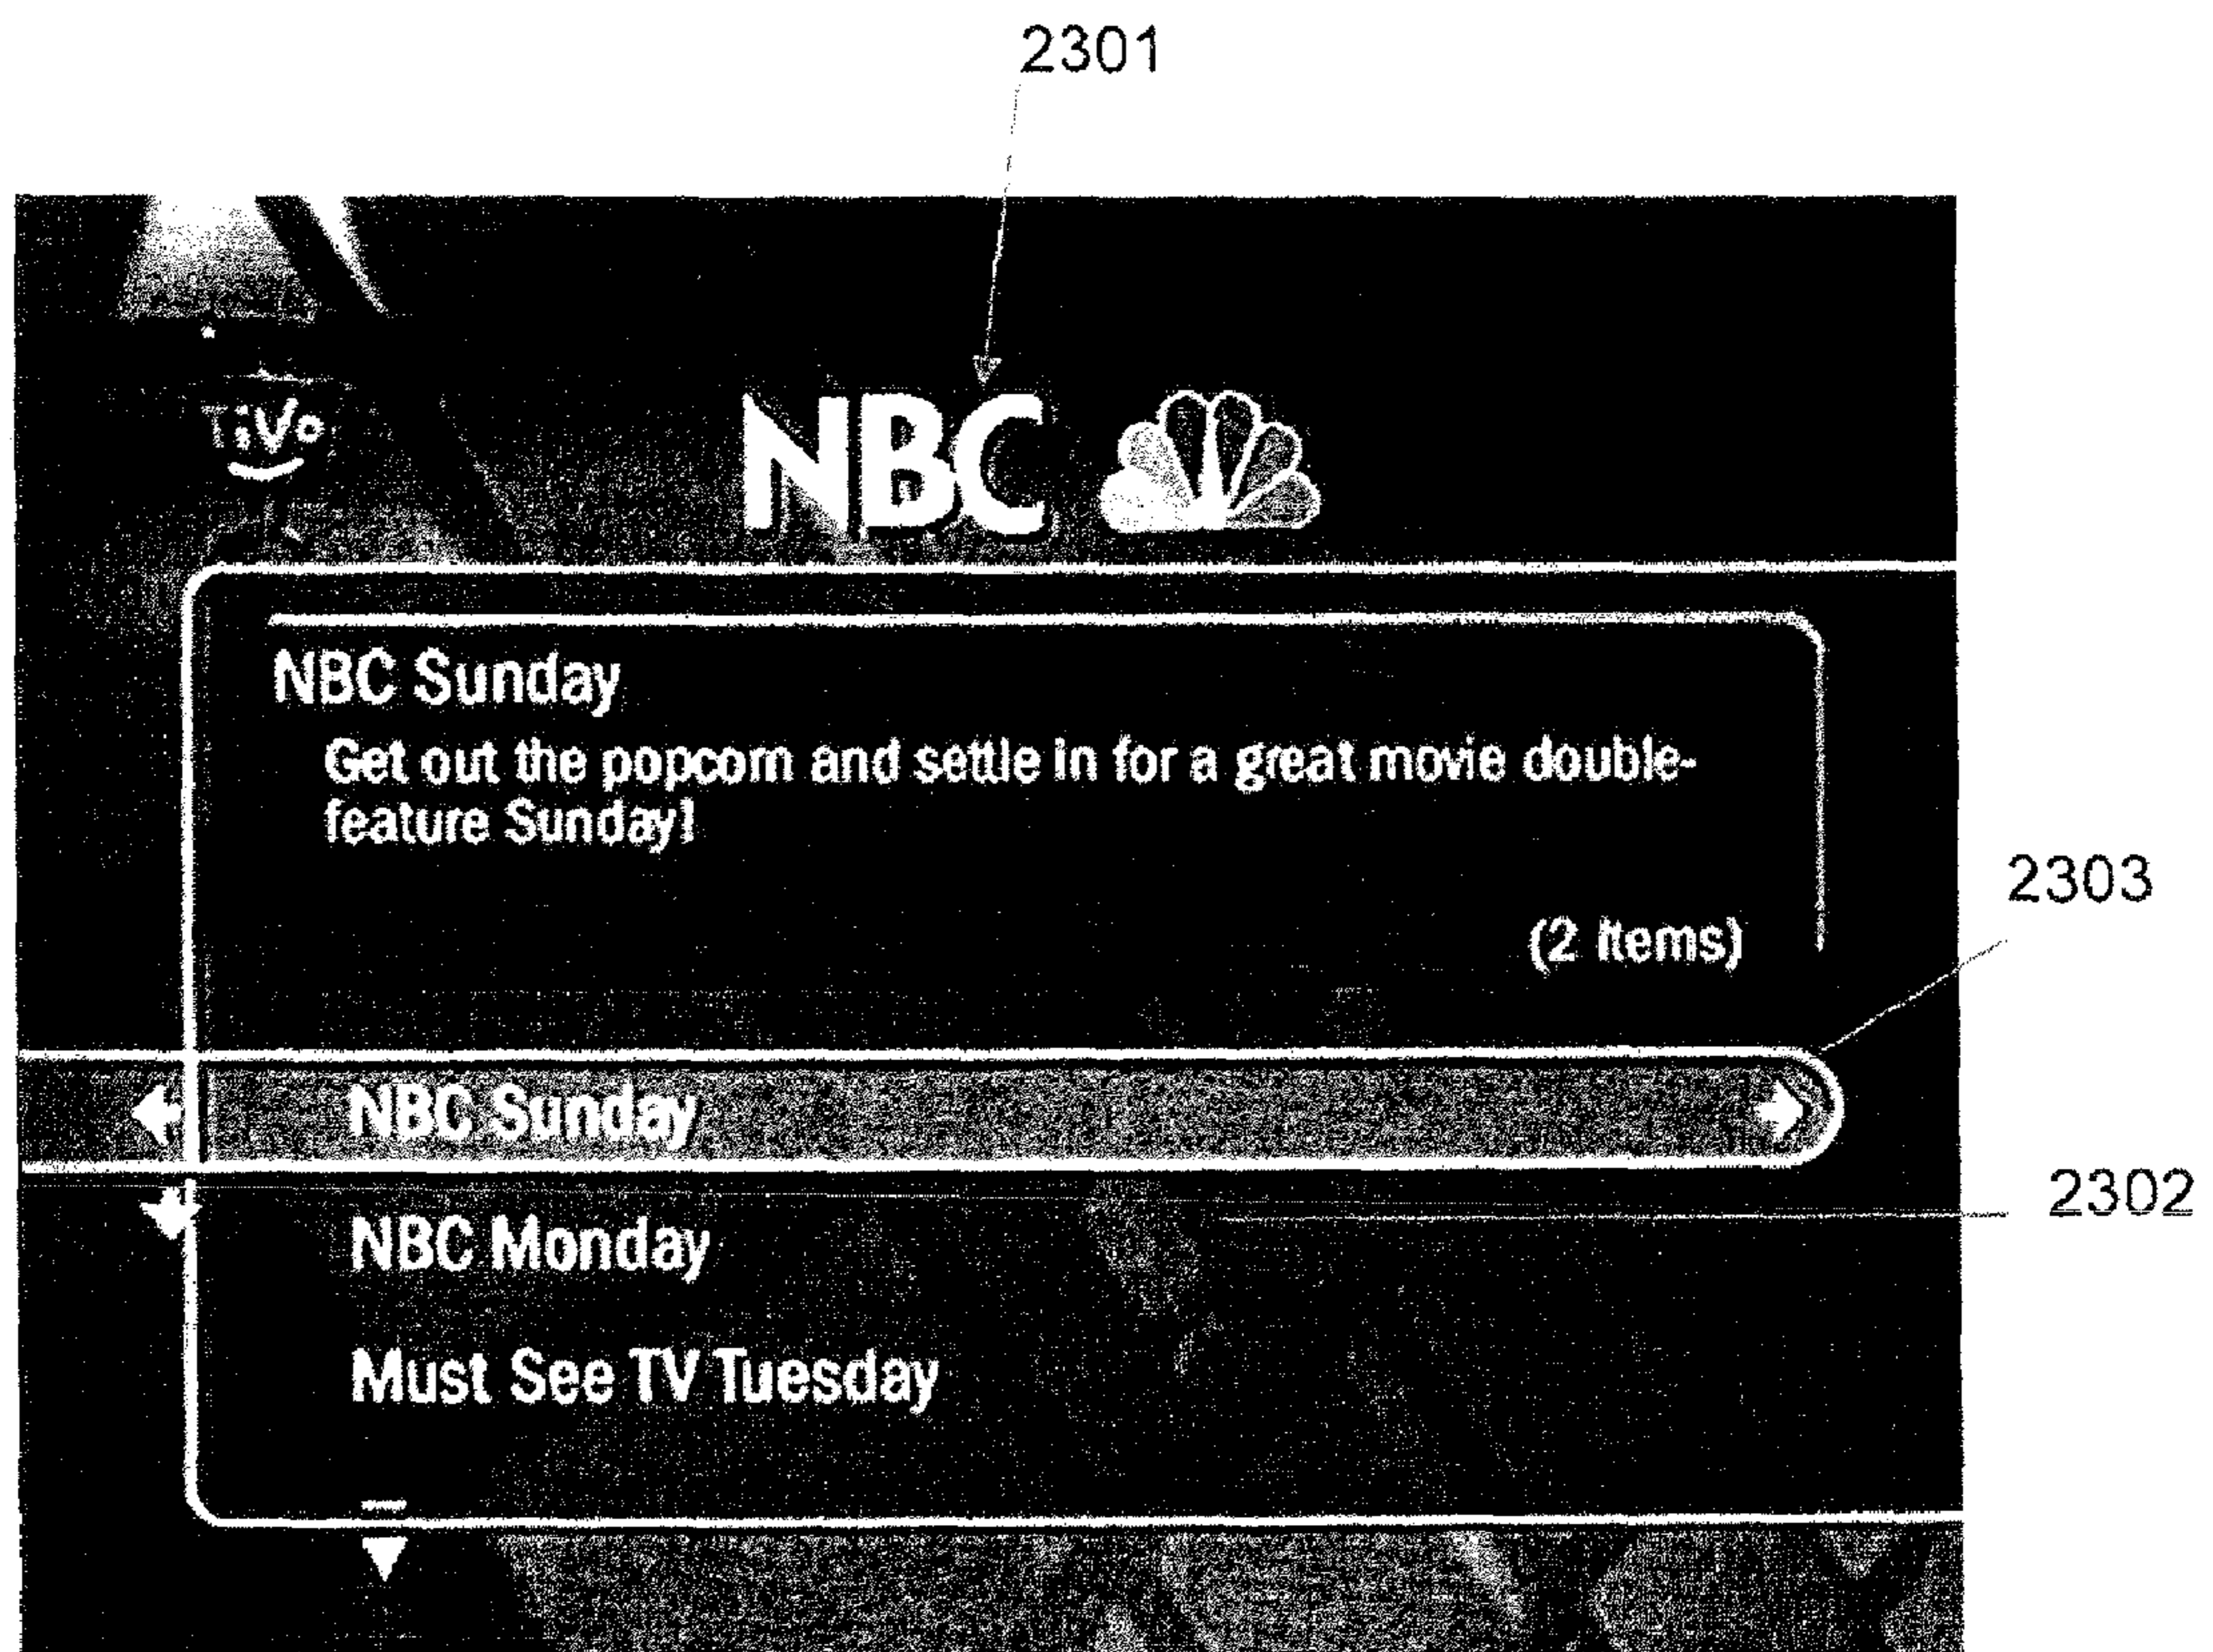 2301
TiVo
NBC
NBC Sunday
Get out the popcorn and settle in for a great movie double-
feature Sunday!
(2 items)
2303
NBC Sunday
2302
NBC Monday
Must See TV Tuesday